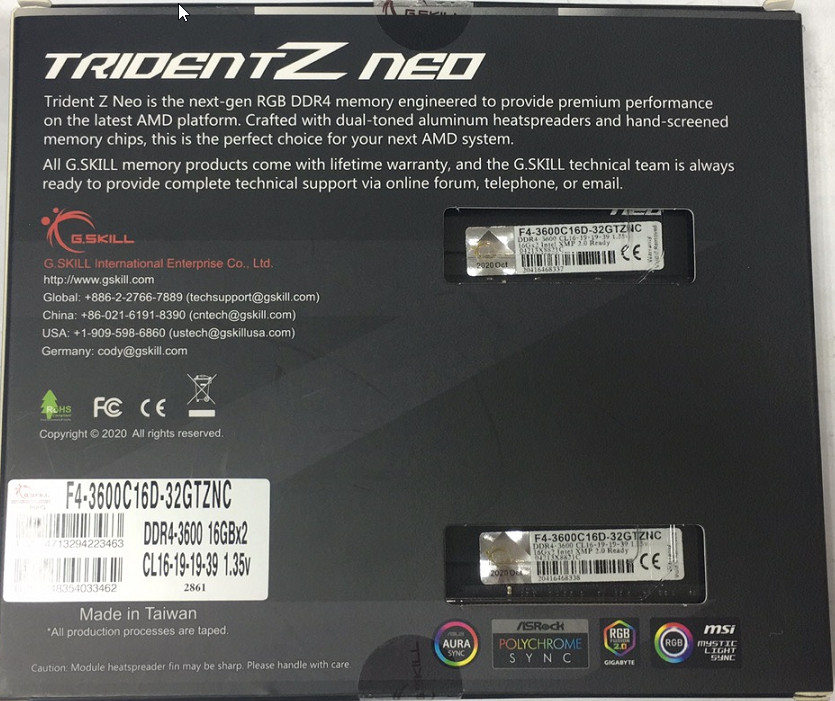 G.SKILL
TRIDENTZ NEO
Trident Z Neo is the next-gen RGB DDR4 memory engineered to provide premium performance
on the latest AMD platform. Crafted with dual-toned aluminum heatspreaders and hand-screened
memory chips, this is the perfect choice for your next AMD system.
All G.SKILL memory products come with lifetime warranty, and the G.SKILL technical team is always
ready to provide complete technical support via online forum, telephone, or email.
G.SKILL
G.SKILL International Enterprise Co., Ltd.
http://www.gskill.com
Global: +886-2-2766-7889 (techsupport@gskill.com)
China: +86-021-6191-8390 (cntech@gskill.com)
USA: +1-909-598-6860 (ustech@gskillusa.com)
Germany: cody@gskill.com
RoHS
FC CE
Copyright © 2020 All rights reserved.
NEO
F4-3600C16D-32GTZNC
DDR4-3600 CL16-19-19-39 1.35v
16Gx2 Intel XMP 2.0 Ready
CE
2020 Oct
20416468337
F4-3600C16D-32GTZNC
DDR4-3600 16GBx2
4713294223463
CL16-19-19-39 1.35v
18354033462
2861
F4-3600C16D-32GTZNC
DDR4-3600 CL16-19-19-39 1.35v
16Gx2 Intel XMP 2.0 Ready
CE
2020 Oct
20416468338
Made in Taiwan
*All production processes are taped.
Caution: Module heatspreader fin may be sharp. Please handle with care.
AURA
SYNC
ASRock
POLYCHROME
SYNC
RGB
FUSION
2.0
GIGABYTE
RGB
msi
MYSTIC
LIGHT
SYNC
SKILL